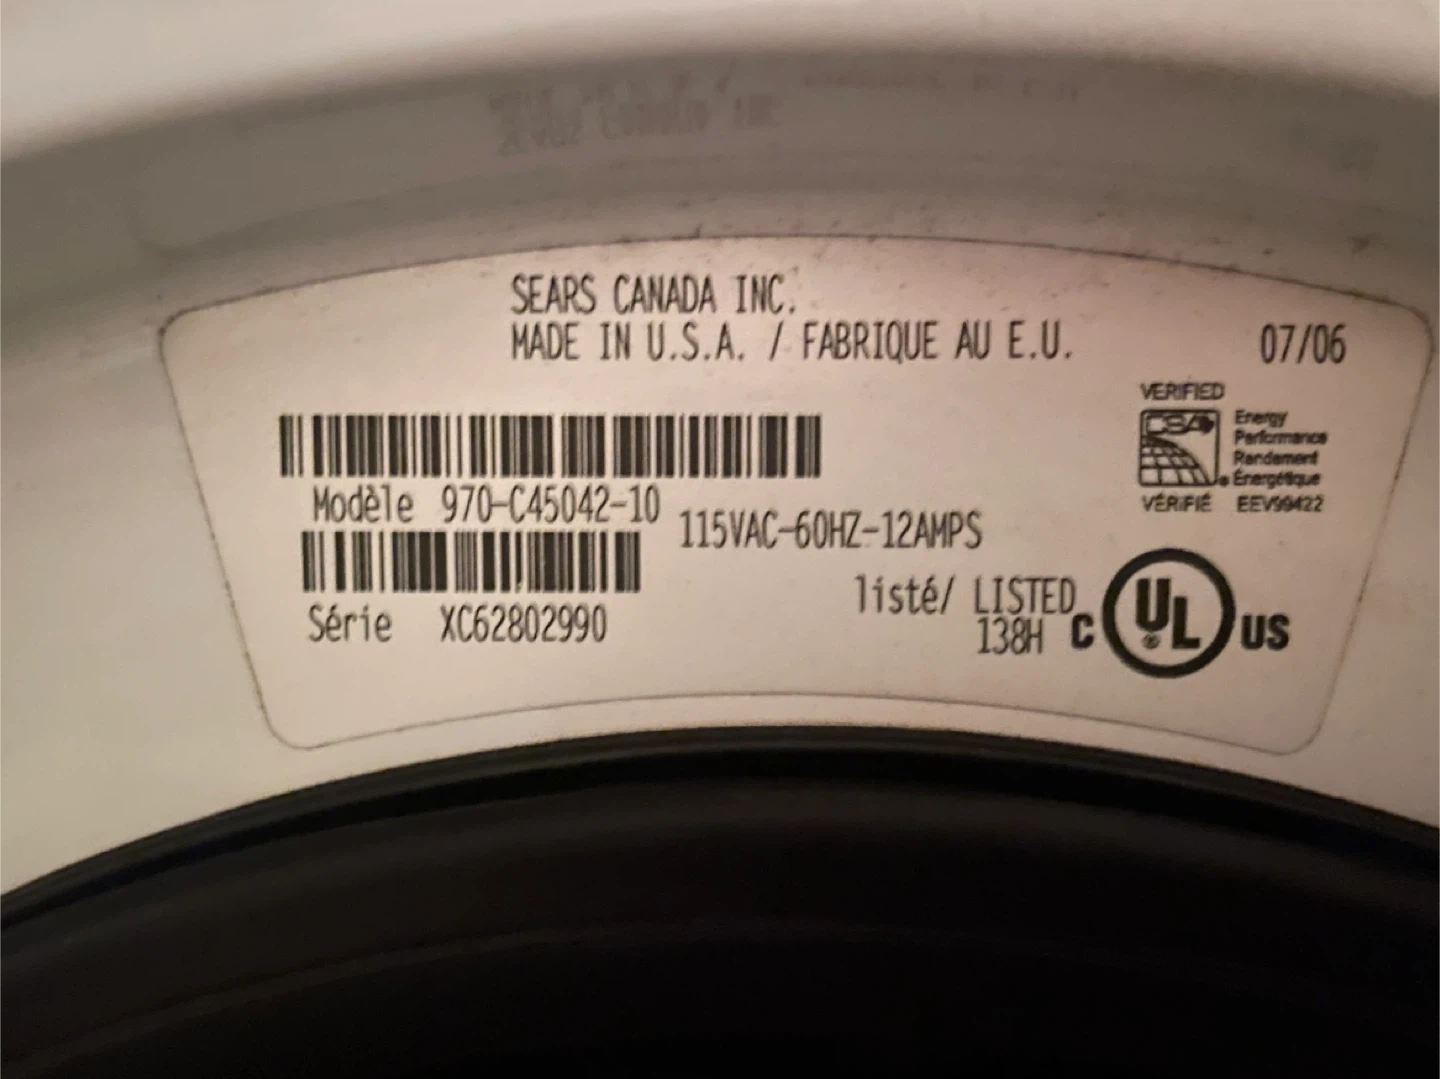 SEARS CANADA INC.
MADE IN U.S.A. / FABRIQUE AU E.U.
07/06
VERIFIED
CSA
Energy
Performance
Rendement
Énergétique
VÉRIFIÉ EEV99422
Modèle 970-C45042-10
115VAC-60HZ-12AMPS
Série XC62802990
listé/ LISTED
138H
C UL® US